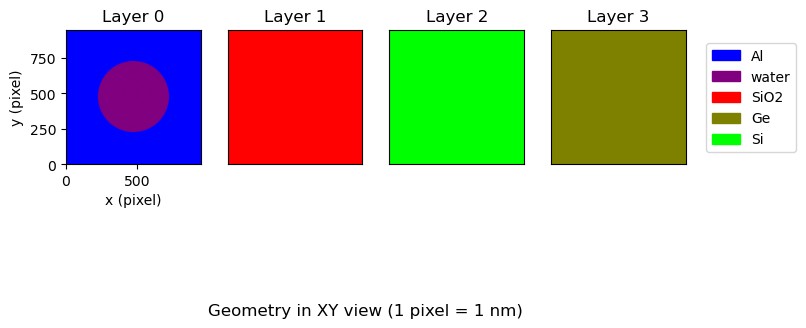 Layer 0
Layer 1
Layer 2
Layer 3
y (pixel)
750
500
250
0
0
500
x (pixel)
Al
water
SiO2
Ge
Si
Geometry in XY view (1 pixel = 1 nm)